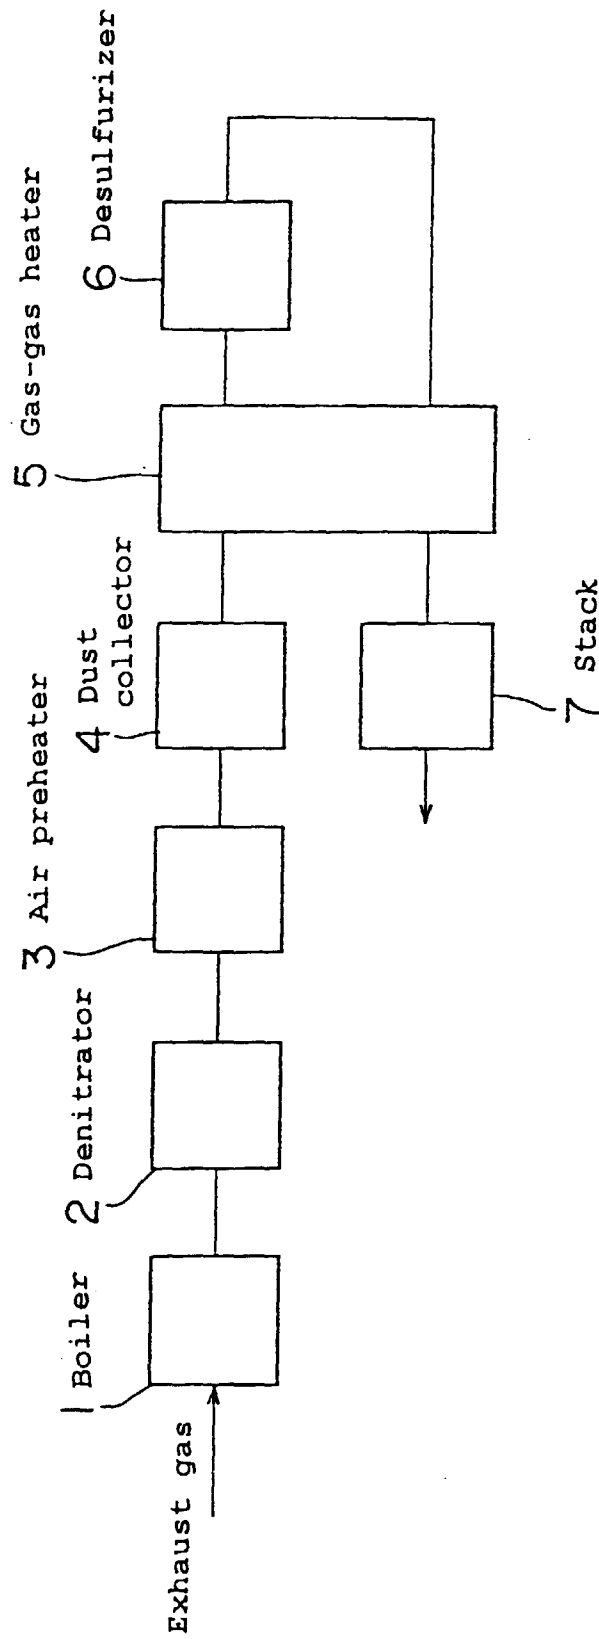 Exhaust gas
1 Boiler
2 Denitrator
3 Air preheater
4 Dust
collector
5 Gas-gas heater
6 Desulfurizer
7 Stack